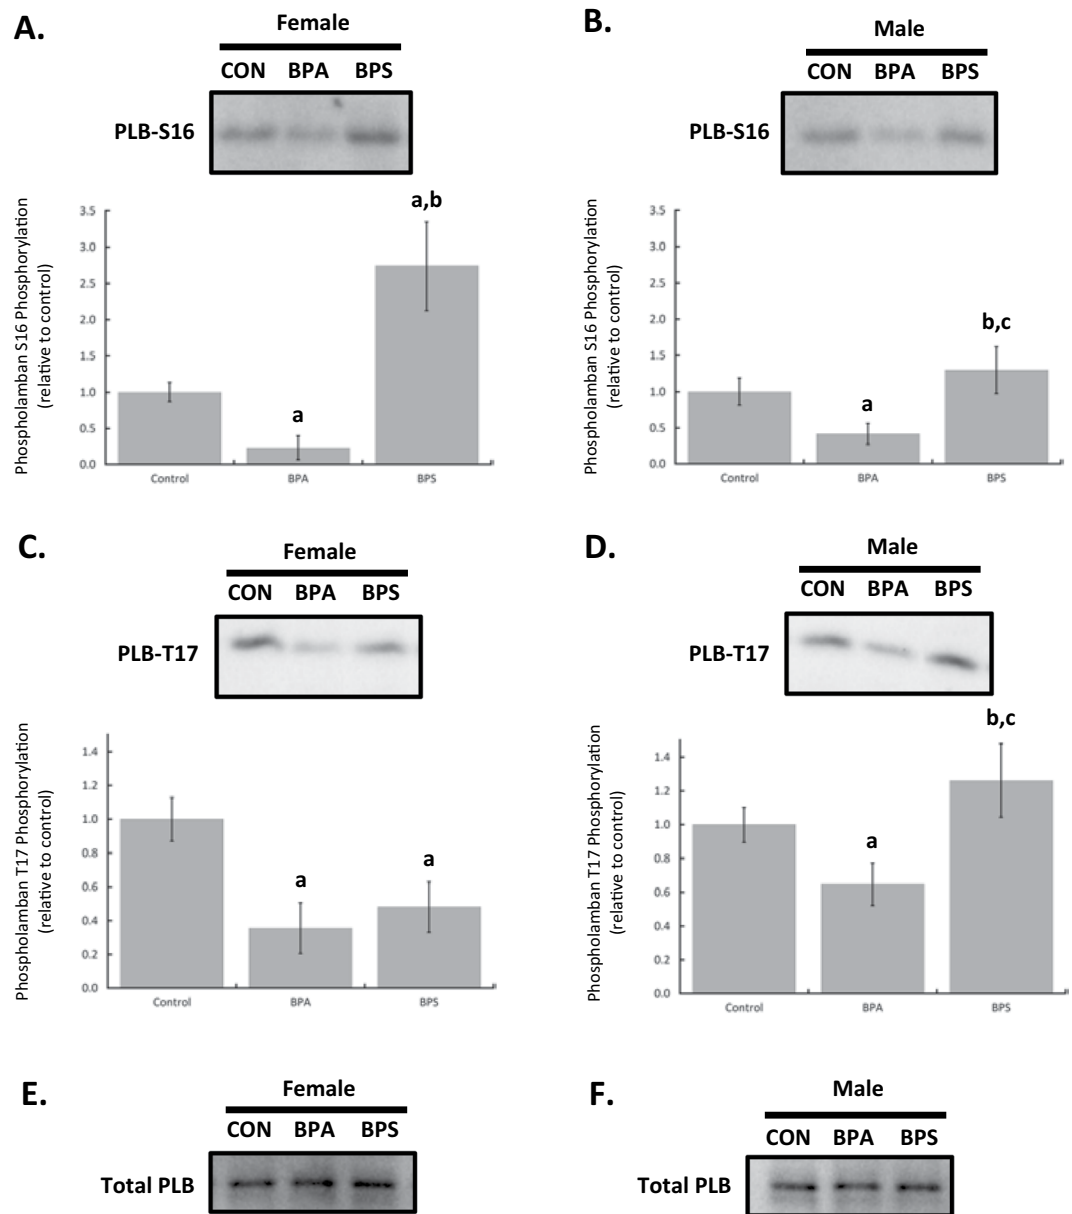 A.
Female
CON BPA BPS
PLB-S16
a,b
Phospholamban S16 Phosphorylation
(relative to control)
3.5
3.0
2.5
2.0
1.5
1.0
0.5
0.0
a
Control BPA BPS
B.
Male
CON BPA BPS
PLB-S16
Phospholamban S16 Phosphorylation
(relative to control)
3.5
3.0
2.5
2.0
1.5
1.0
0.5
0.0
a
b,c
Control BPA BPS
C.
Female
CON BPA BPS
PLB-T17
Phospholamban T17 Phosphorylation
(relative to control)
1.4
1.2
1.0
0.8
0.6
0.4
0.2
0.0
a
a
Control BPA BPS
D.
Male
CON BPA BPS
PLB-T17
Phospholamban T17 Phosphorylation
(relative to control)
1.4
1.2
1.0
0.8
0.6
0.4
0.2
0.0
a
b,c
Control BPA BPS
E.
Female
CON BPA BPS
Total PLB
F.
Male
CON BPA BPS
Total PLB